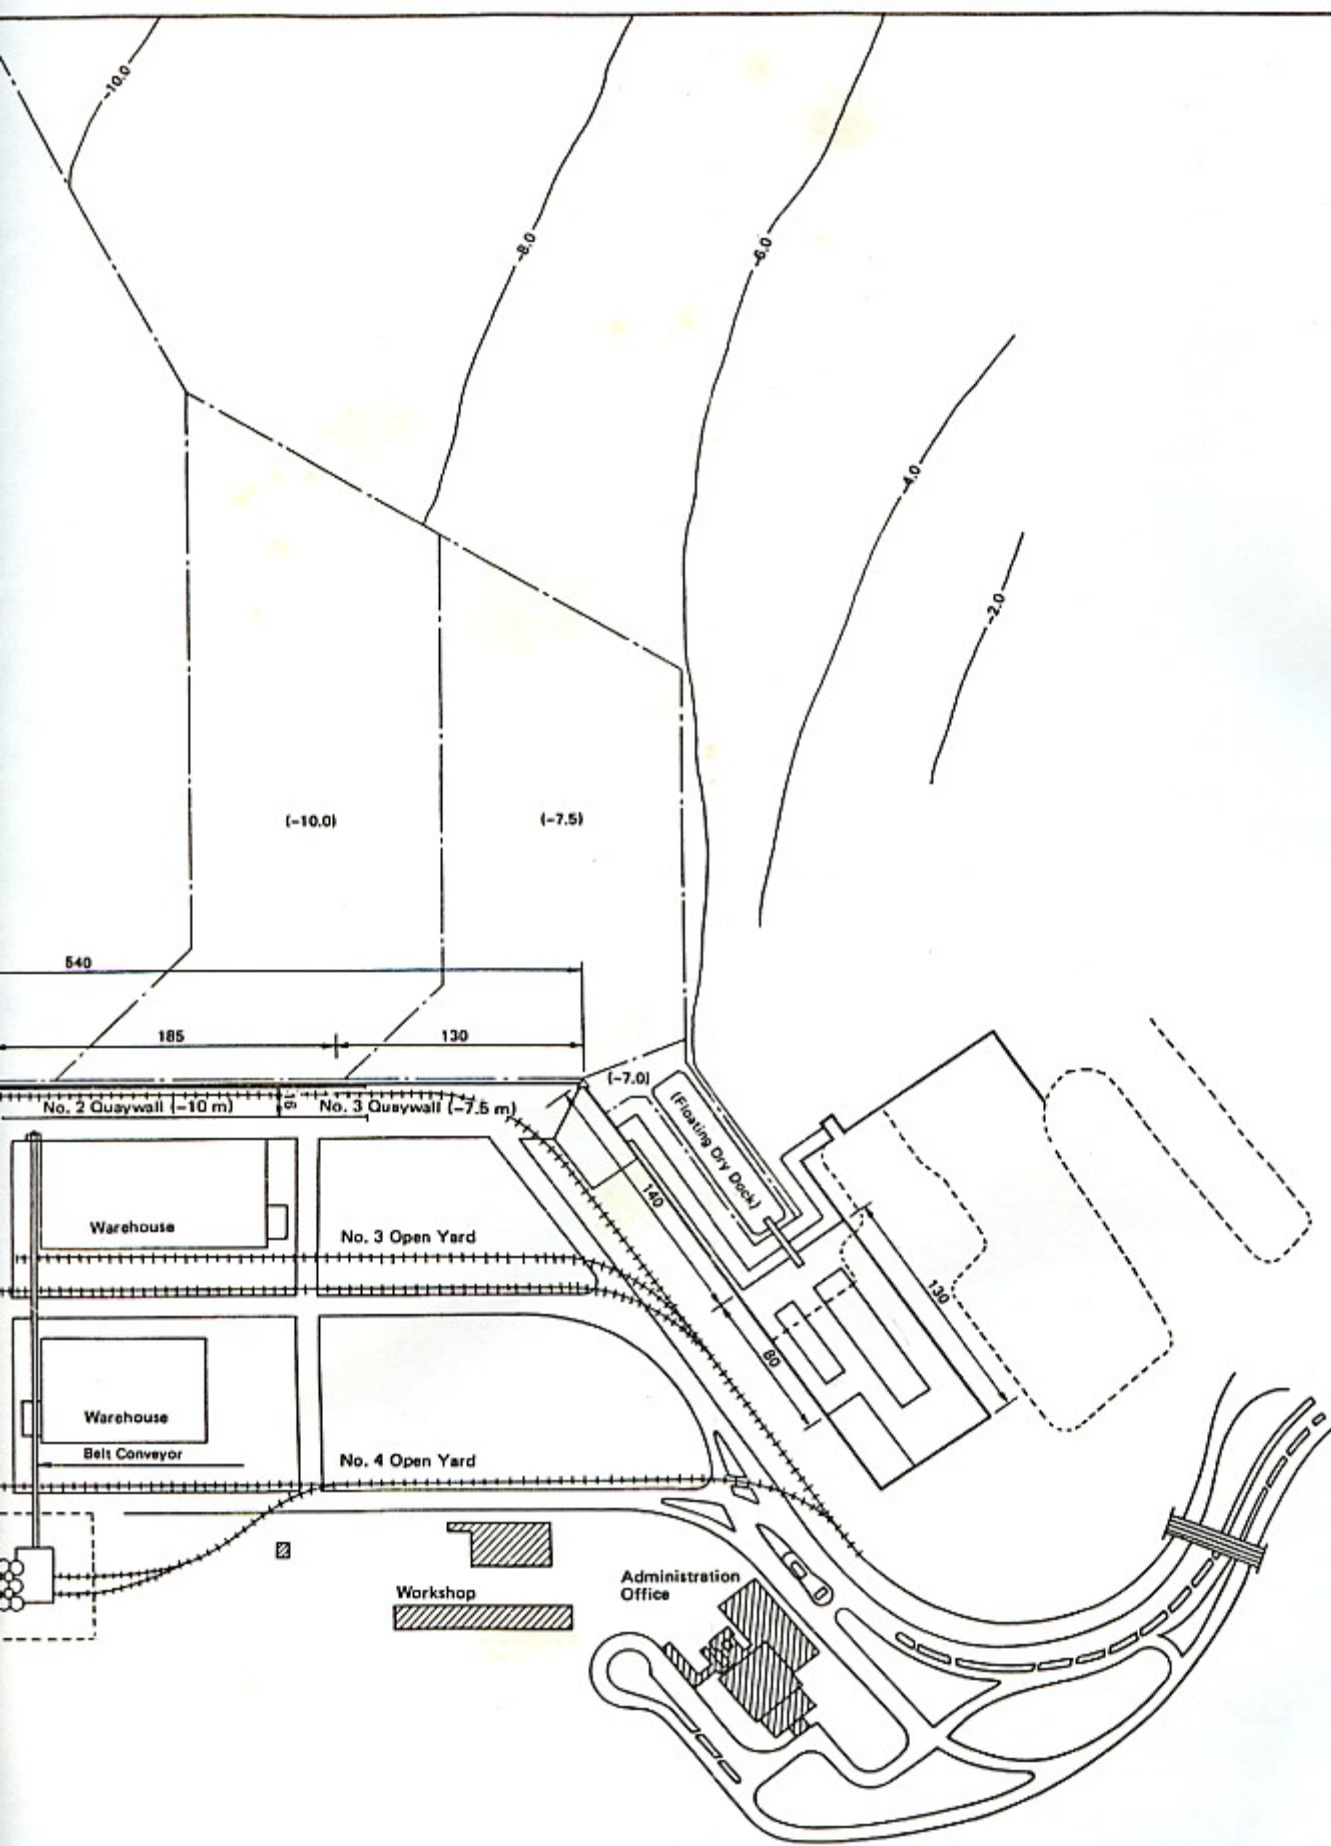 -10.0
-8.0
-6.0
-4.0
-2.0
(-10.0)
(-7.5)
540
185
130
(-7.0)
No. 2 Quaywall (-10 m)
16
No. 3 Quaywall (-7.5 m)
(Floating Dry Dock)
140
Warehouse
No. 3 Open Yard
130
80
Warehouse
Belt Conveyor
No. 4 Open Yard
Workshop
Administration
Office